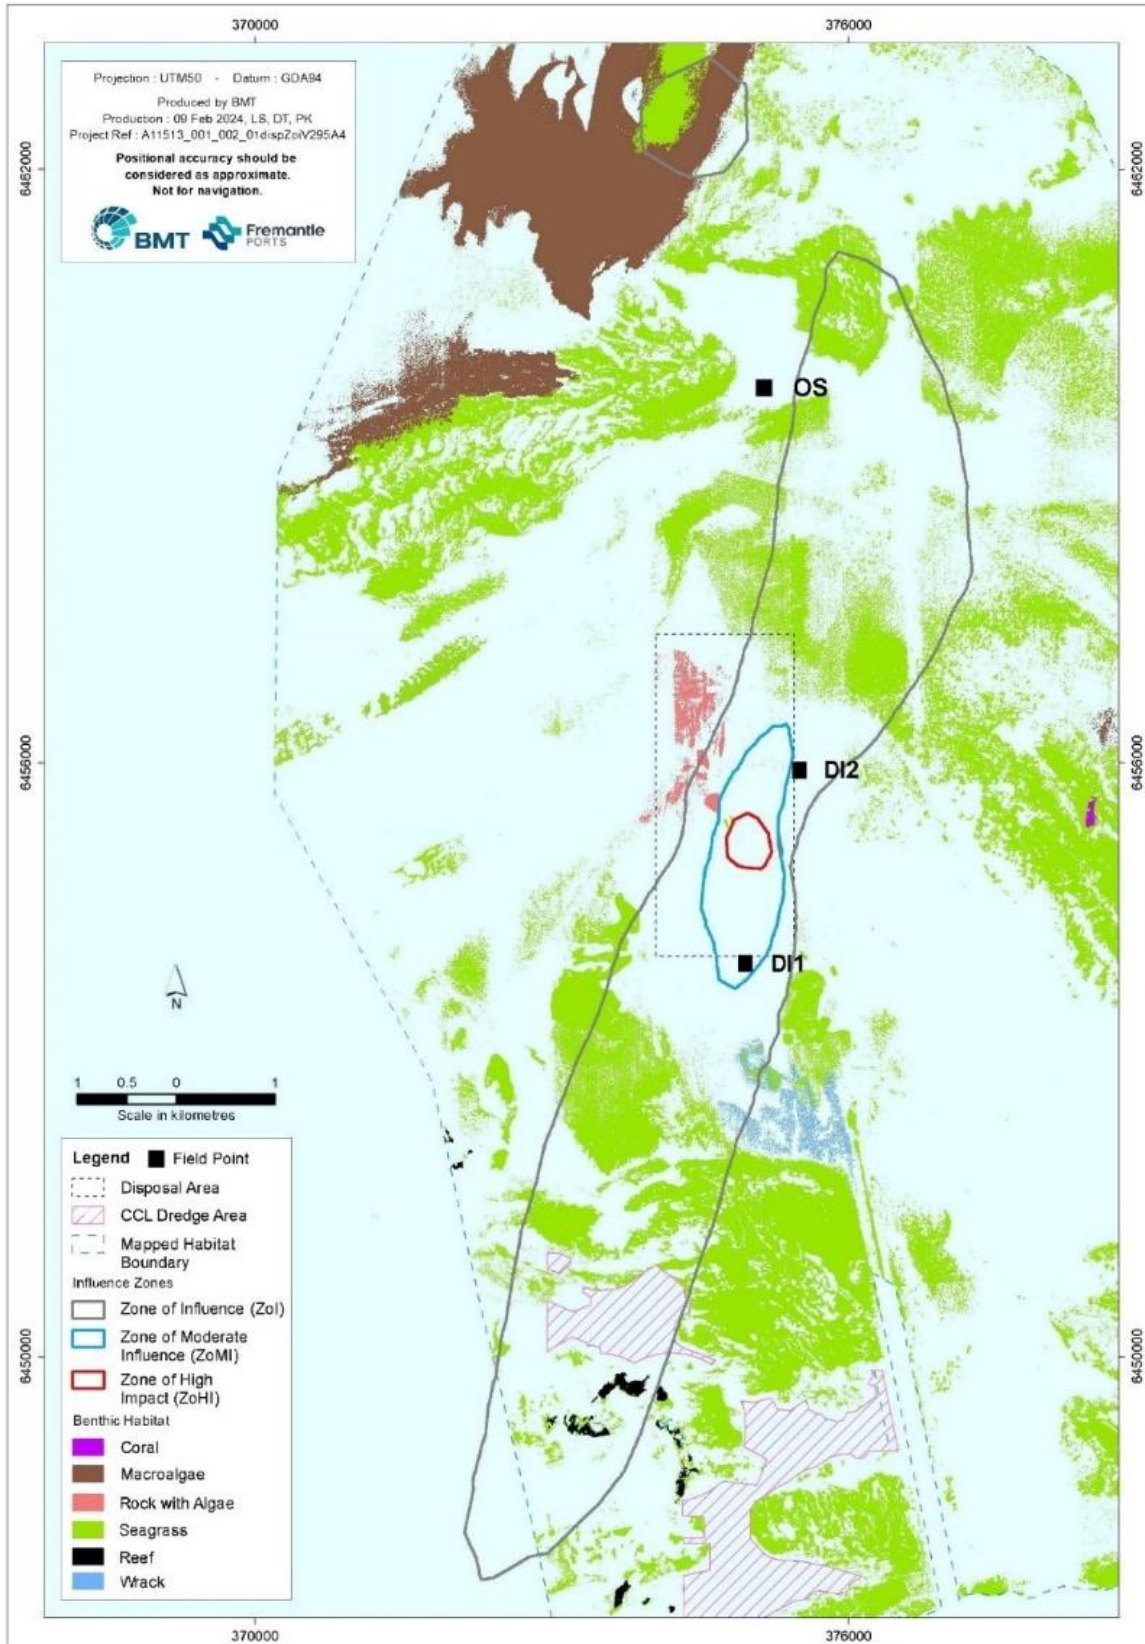 370000
376000
Projection : UTM50 - Datum : GDA94
Produced by BMT
Production : 09 Feb 2024, LS, DT, PK
Project Ref : A11513_001_002_01dispZoiV295A4
Positional accuracy should be
considered as approximate.
Not for navigation.
BMT
Fremantle
PORTS
6462000
6462000
OS
6456000
6456000
DI2
DI1
N
1 0.5 0 1
Scale in kilometres
Legend Field Point
Disposal Area
CCL Dredge Area
Mapped Habitat
Boundary
Influence Zones
Zone of Influence (ZoI)
Zone of Moderate
Influence (ZoMI)
Zone of High
Impact (ZoHI)
Benthic Habitat
Coral
Macroalgae
Rock with Algae
Seagrass
Reef
Wrack
6450000
6450000
370000
376000